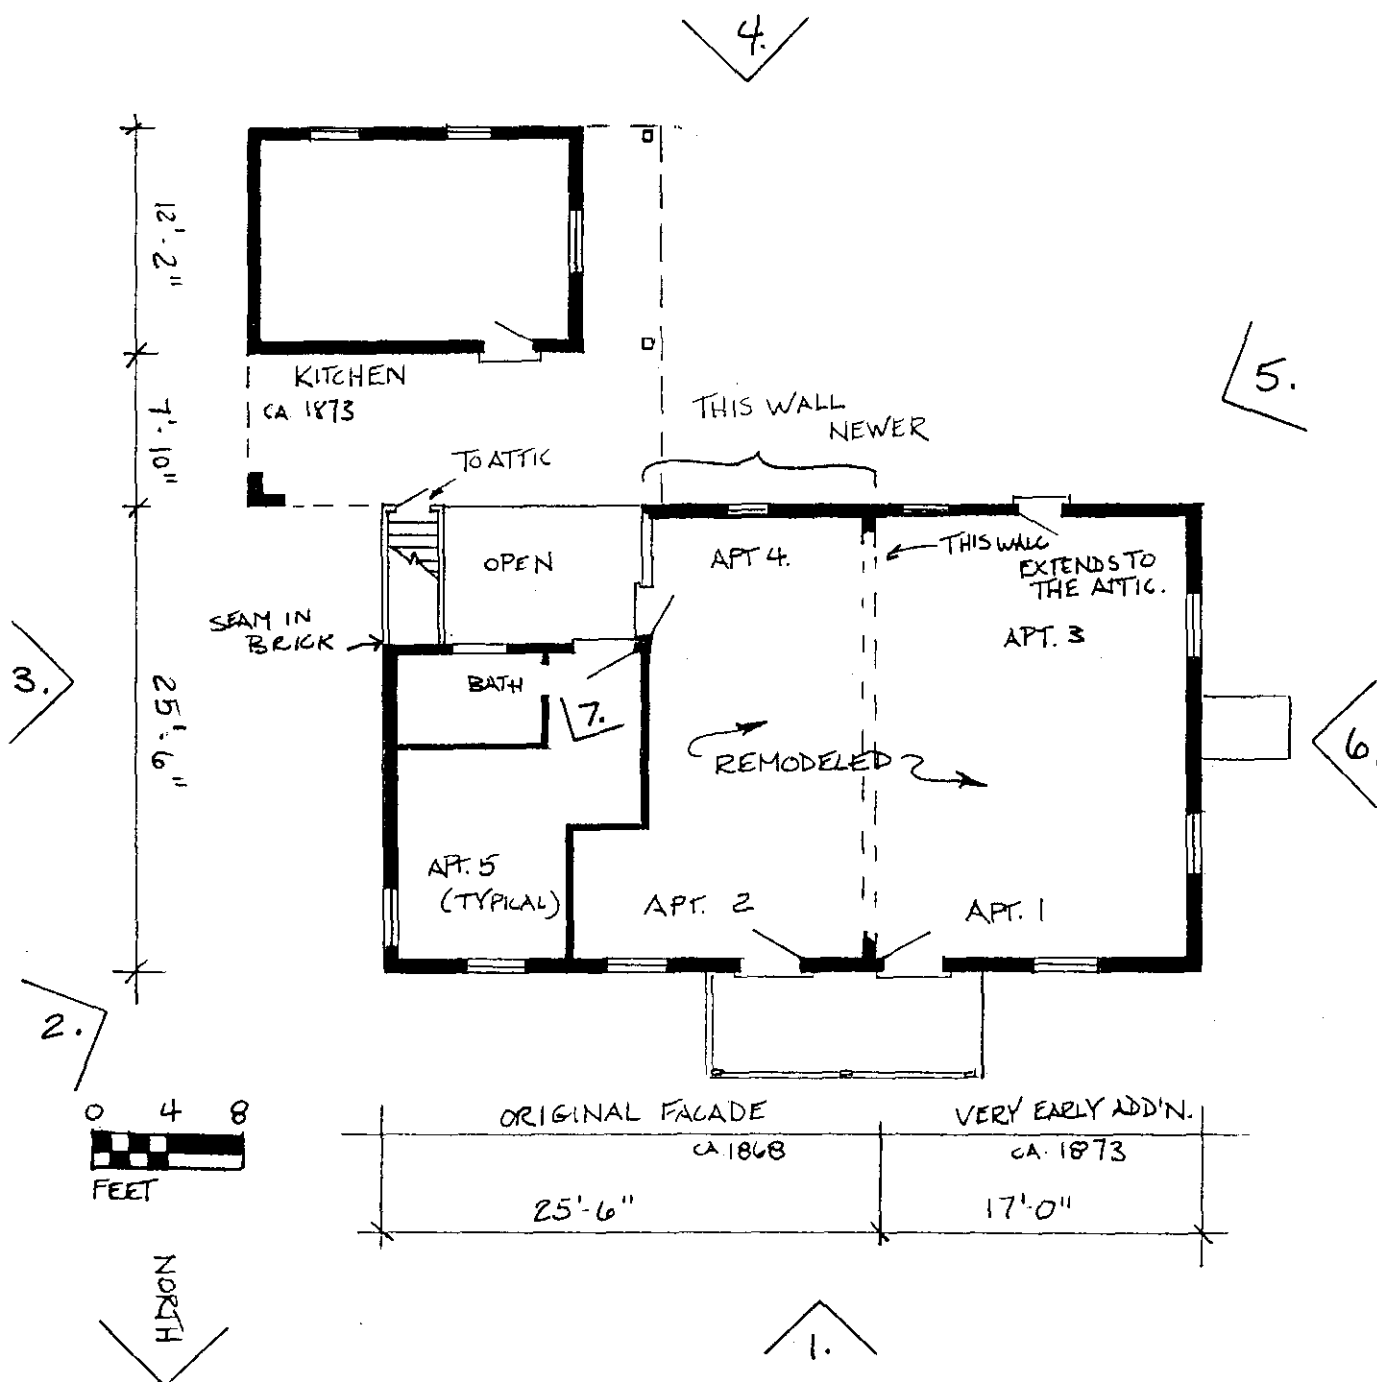 4.
12'-2"
5.
KITCHEN
CA. 1873
7'-10"
THIS WALL
NEWER
TO ATTIC
OPEN
APT 4.
THIS WALL
EXTENDS TO
THE ATTIC.
SEAM IN
BRICK
APT. 3
3.
BATH
7.
25'-6"
REMODELED
6.
APT. 5
(TYPICAL)
APT. 2
APT. 1
2.
0 4 8
FEET
ORIGINAL FACADE
CA. 1868
VERY EARLY ADD'N.
CA. 1873
25'-6"
17'-0"
NORTH
1.